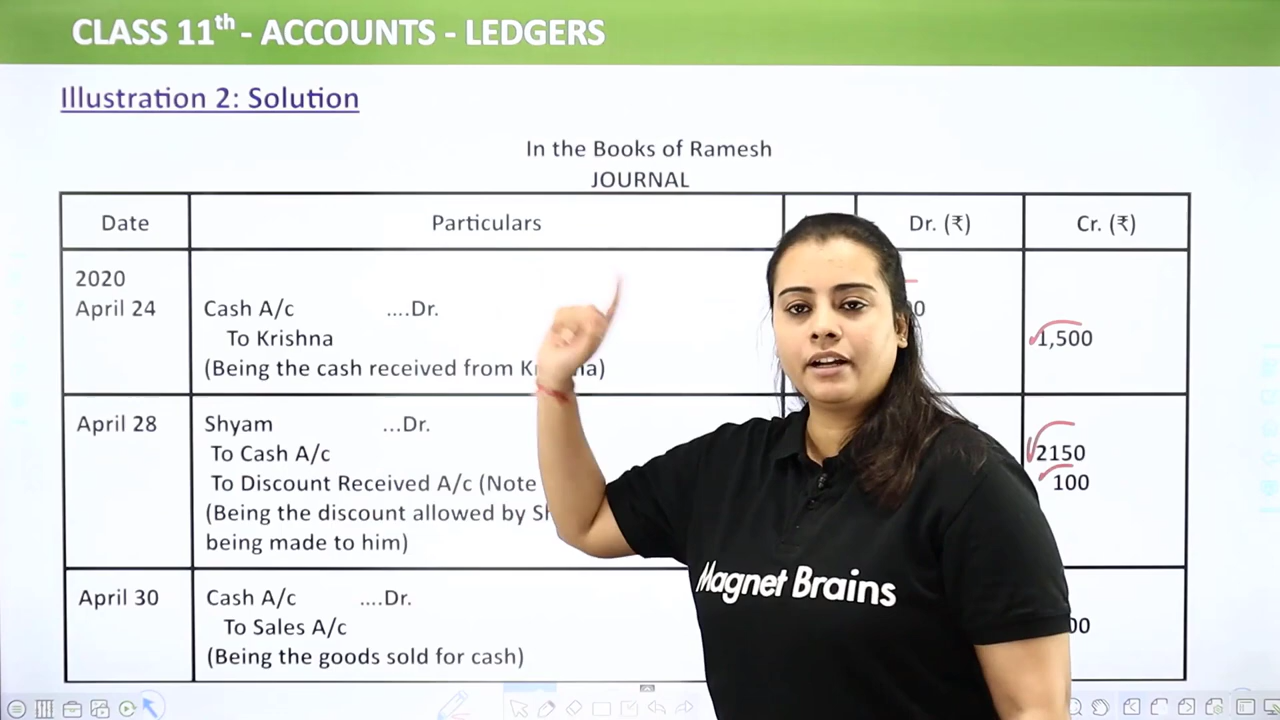 CLASS 11th - ACCOUNTS - LEDGERS
Illustration 2: Solution
In the Books of Ramesh
JOURNAL
Date Particulars Dr. (₹) Cr. (₹)
2020
April 24 Cash A/c ....Dr.
To Krishna 1,500
(Being the cash received from
April 28 Shyam ...Dr.
To Cash A/c 2150
To Discount Received A/c (Note 100
(Being the discount allowed by
being made to him)
April 30 Cash A/c ....Dr.
To Sales A/c
(Being the goods sold for cash)
Magnet Brains